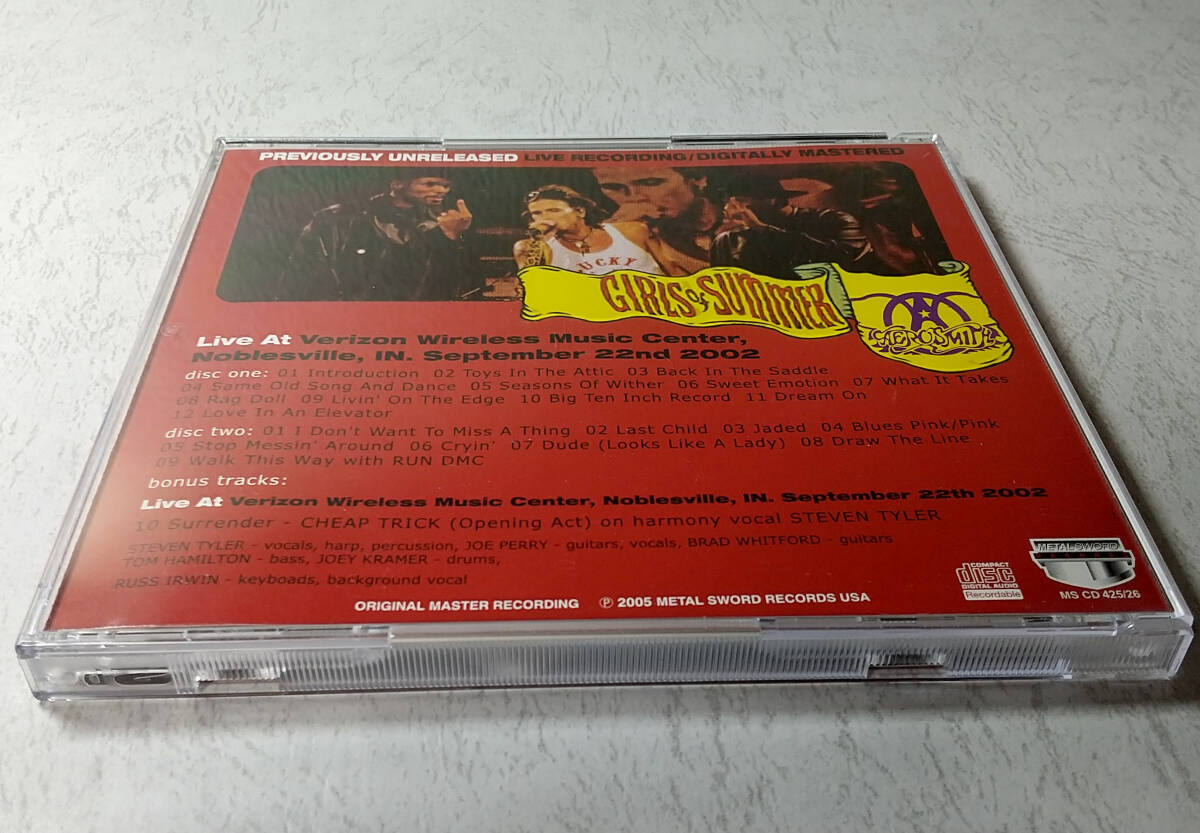 PREVIOUSLY UNRELEASED LIVE RECORDING/DIGITALLY MASTERED
LUCKY
GIRLS of SUMMER
AEROSMITH
Live At Verizon Wireless Music Center,
Noblesville, IN. September 22nd 2002
disc one: 01 Introduction 02 Toys In The Attic 03 Back In The Saddle
04 Same Old Song And Dance 05 Seasons Of Wither 06 Sweet Emotion 07 What It Takes
08 Rag Doll 09 Livin' On The Edge 10 Big Ten Inch Record 11 Dream On
12 Love In An Elevator
disc two: 01 I Don't Want To Miss A Thing 02 Last Child 03 Jaded 04 Blues Pink/Pink
05 Stop Messin' Around 06 Cryin' 07 Dude (Looks Like A Lady) 08 Draw The Line
09 Walk This Way with RUN DMC
bonus tracks:
Live At Verizon Wireless Music Center, Noblesville, IN. September 22th 2002
10 Surrender - CHEAP TRICK (Opening Act) on harmony vocal STEVEN TYLER
STEVEN TYLER - vocals, harp, percussion, JOE PERRY - guitars, vocals, BRAD WHITFORD - guitars
TOM HAMILTON - bass, JOEY KRAMER - drums,
RUSS IRWIN - keyboads, background vocal
ORIGINAL MASTER RECORDING ℗ 2005 METAL SWORD RECORDS USA
COMPACT
disc
DIGITAL AUDIO
Recordable
METALSWORD
MS CD 425/26